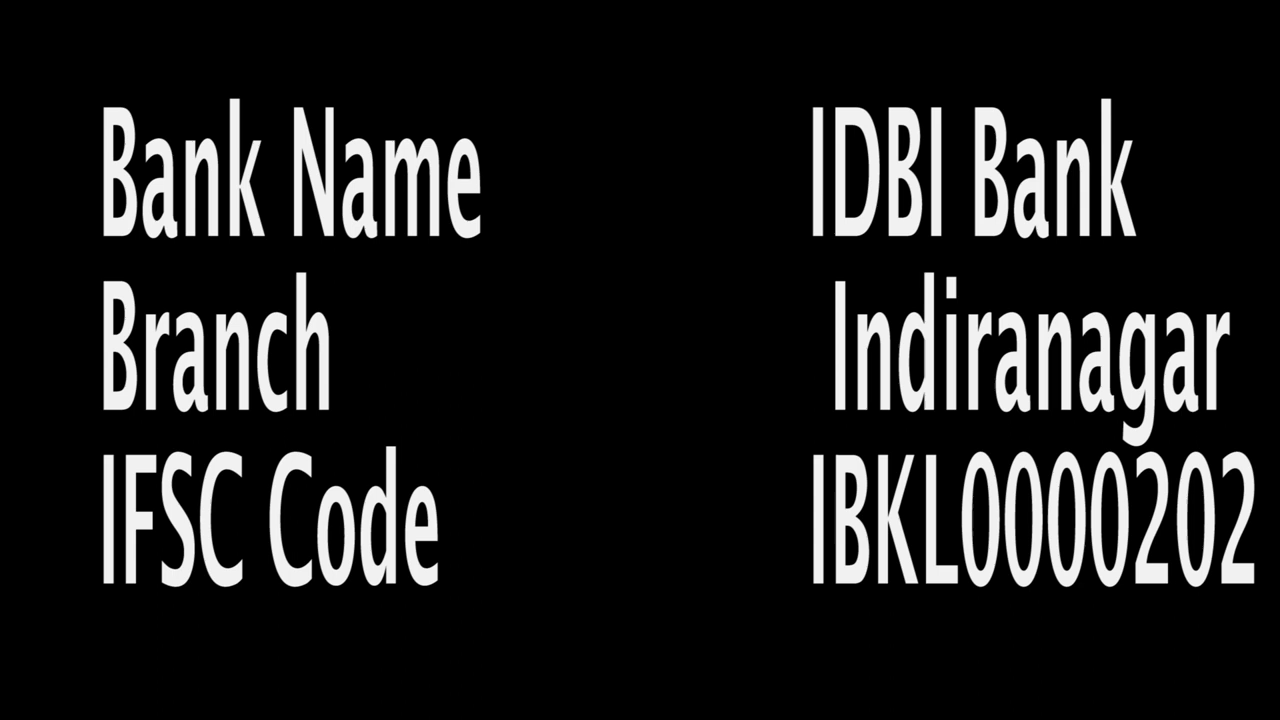 Bank Name IDBI Bank
Branch Indiranagar
IFSC Code IBKL0000202